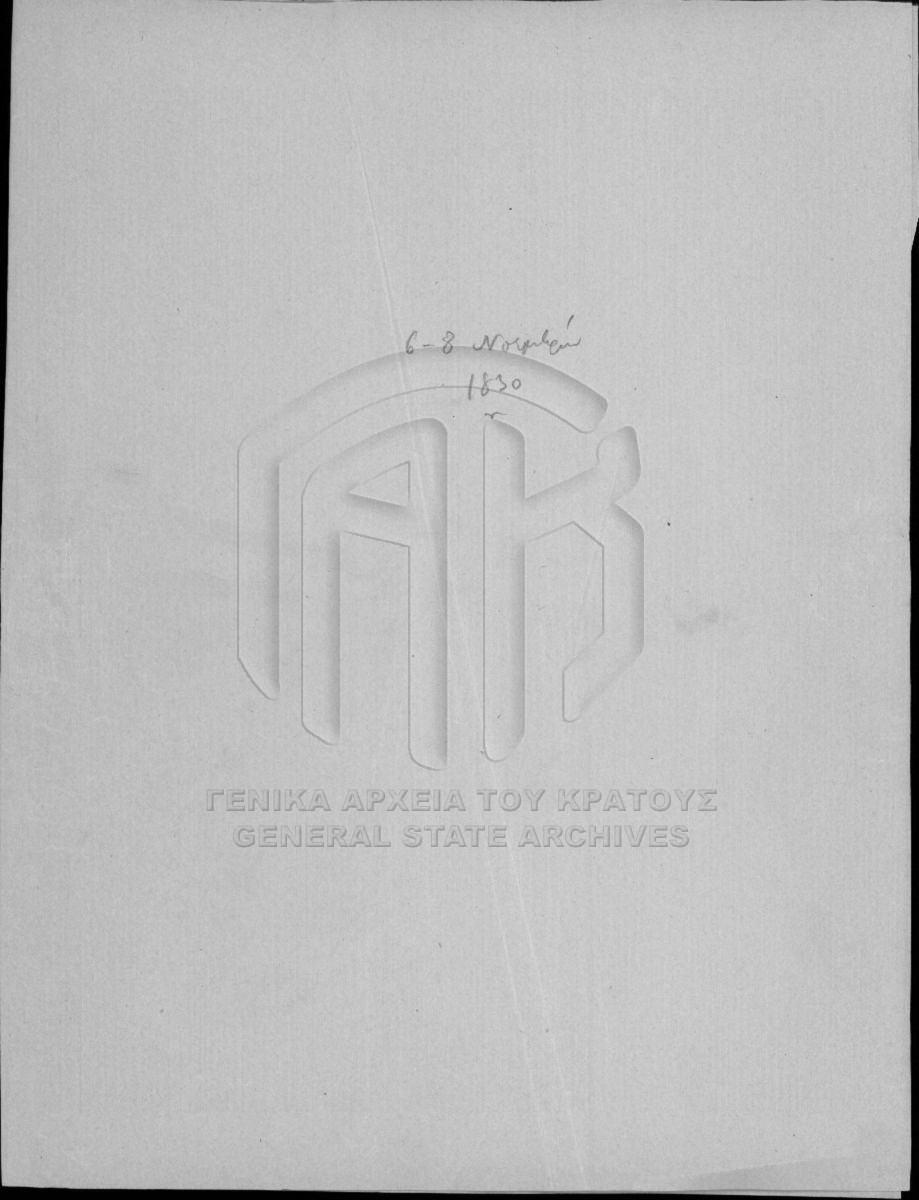 6-8 Νοεμβρίου
1830
ΓΕΝΙΚΑ ΑΡΧΕΙΑ ΤΟΥ ΚΡΑΤΟΥΣ
GENERAL STATE ARCHIVES